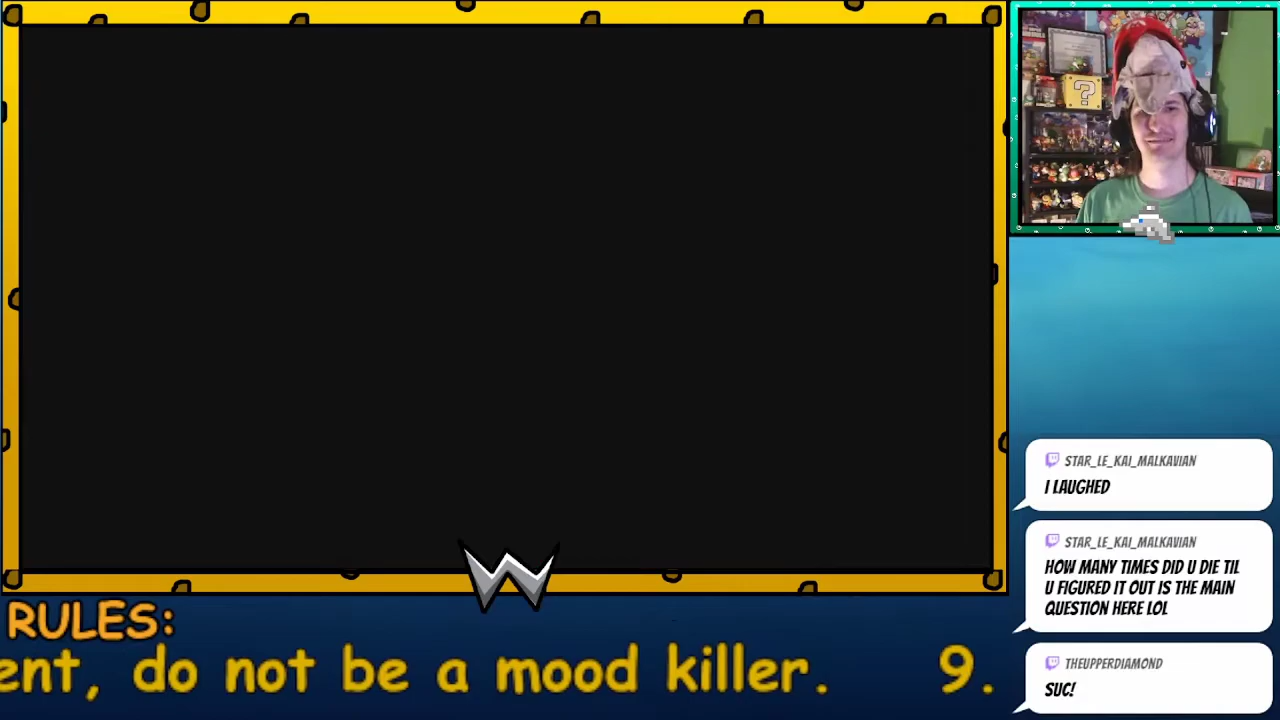 STAR_LE_KAI_MALKAVIAN
I LAUGHED
STAR_LE_KAI_MALKAVIAN
HOW MANY TIMES DID U DIE TIL
U FIGURED IT OUT IS THE MAIN
QUESTION HERE LOL
THEUPPERDIAMOND
SUC!
RULES:
ent, do not be a mood killer. 9.
?
W